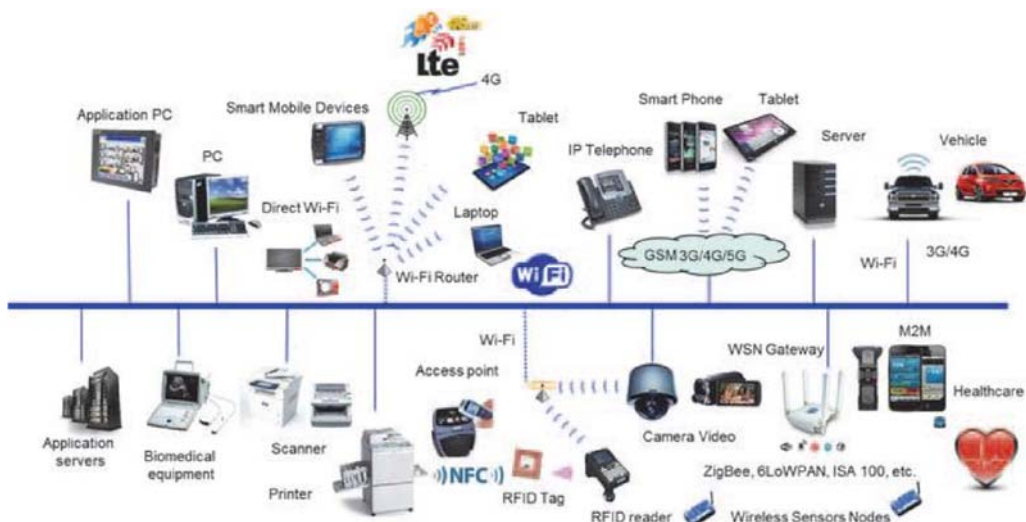 Lte
4G
Application PC
Smart Mobile Devices
Smart Phone
Tablet
Tablet
PC
IP Telephone
Server
Vehicle
Direct Wi-Fi
Laptop
GSM 3G/4G/5G
Wi-Fi
3G/4G
Wi-Fi Router
Wi Fi
Wi-Fi
M2M
WSN Gateway
Access point
Healthcare
Application
servers
Biomedical
equipment
Scanner
Camera Video
Printer
NFC
RFID Tag
ZigBee, 6LoWPAN, ISA 100, etc.
RFID reader
Wireless Sensors Nodes